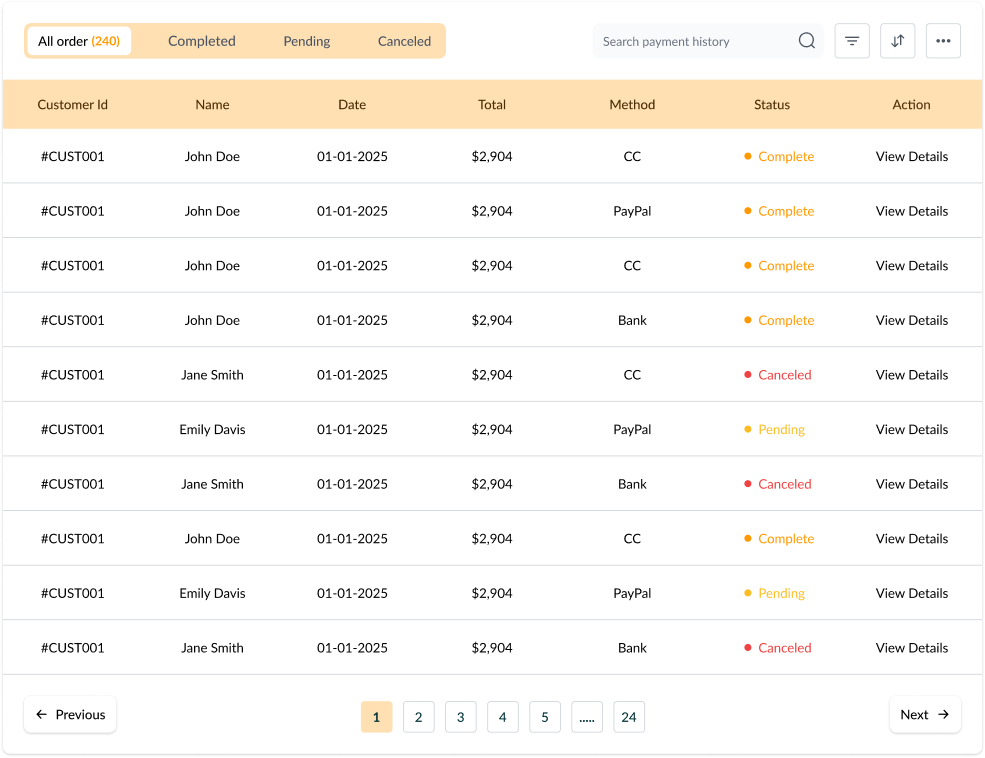 All order (240) Completed Pending Canceled Search payment history
Customer Id Name Date Total Method Status Action
#CUST001 John Doe 01-01-2025 $2,904 CC Complete View Details
#CUST001 John Doe 01-01-2025 $2,904 PayPal Complete View Details
#CUST001 John Doe 01-01-2025 $2,904 CC Complete View Details
#CUST001 John Doe 01-01-2025 $2,904 Bank Complete View Details
#CUST001 Jane Smith 01-01-2025 $2,904 CC Canceled View Details
#CUST001 Emily Davis 01-01-2025 $2,904 PayPal Pending View Details
#CUST001 Jane Smith 01-01-2025 $2,904 Bank Canceled View Details
#CUST001 John Doe 01-01-2025 $2,904 CC Complete View Details
#CUST001 Emily Davis 01-01-2025 $2,904 PayPal Pending View Details
#CUST001 Jane Smith 01-01-2025 $2,904 Bank Canceled View Details
Previous 1 2 3 4 5 ..... 24 Next